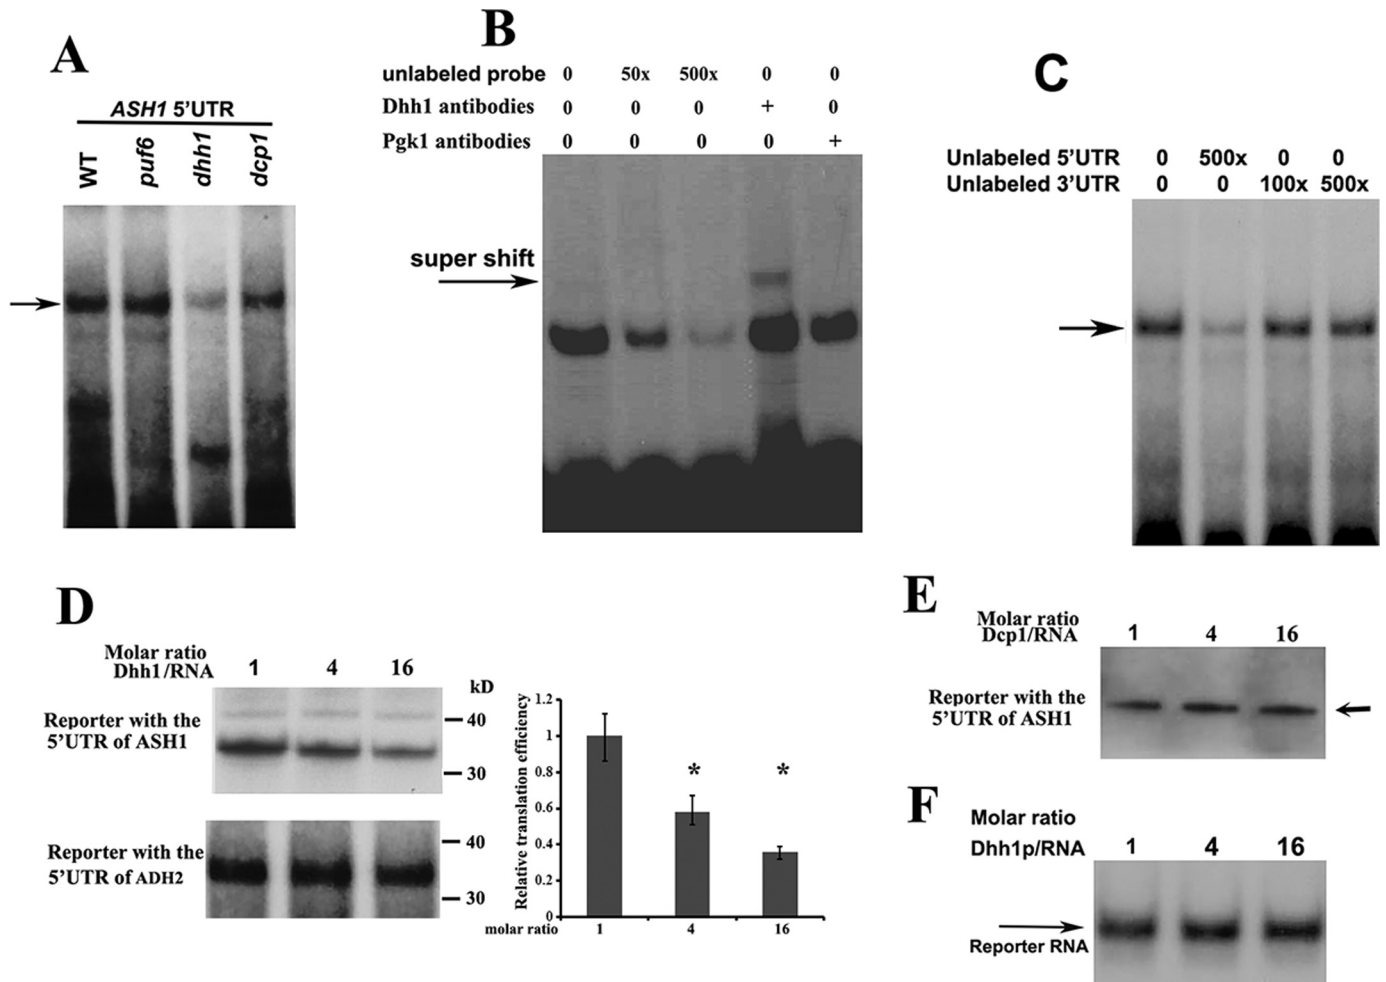 A
ASH1 5'UTR
WT puf6 dhh1 dcp1
B
unlabeled probe 0 50x 500x 0 0
Dhh1 antibodies 0 0 0 + 0
Pgk1 antibodies 0 0 0 0 +
super shift
C
Unlabeled 5'UTR 0 500x 0 0
Unlabeled 3'UTR 0 0 100x 500x
D
Molar ratio
Dhh1/RNA 1 4 16
kD
Reporter with the
5'UTR of ASH1
40
30
Reporter with the
5'UTR of ADH2
40
30
Relative translation efficiency
1.2
1
0.8
0.6
0.4
0.2
0
* *
molar ratio 1 4 16
E
Molar ratio
Dcp1/RNA 1 4 16
Reporter with the
5'UTR of ASH1
F
Molar ratio
Dhh1p/RNA 1 4 16
Reporter RNA